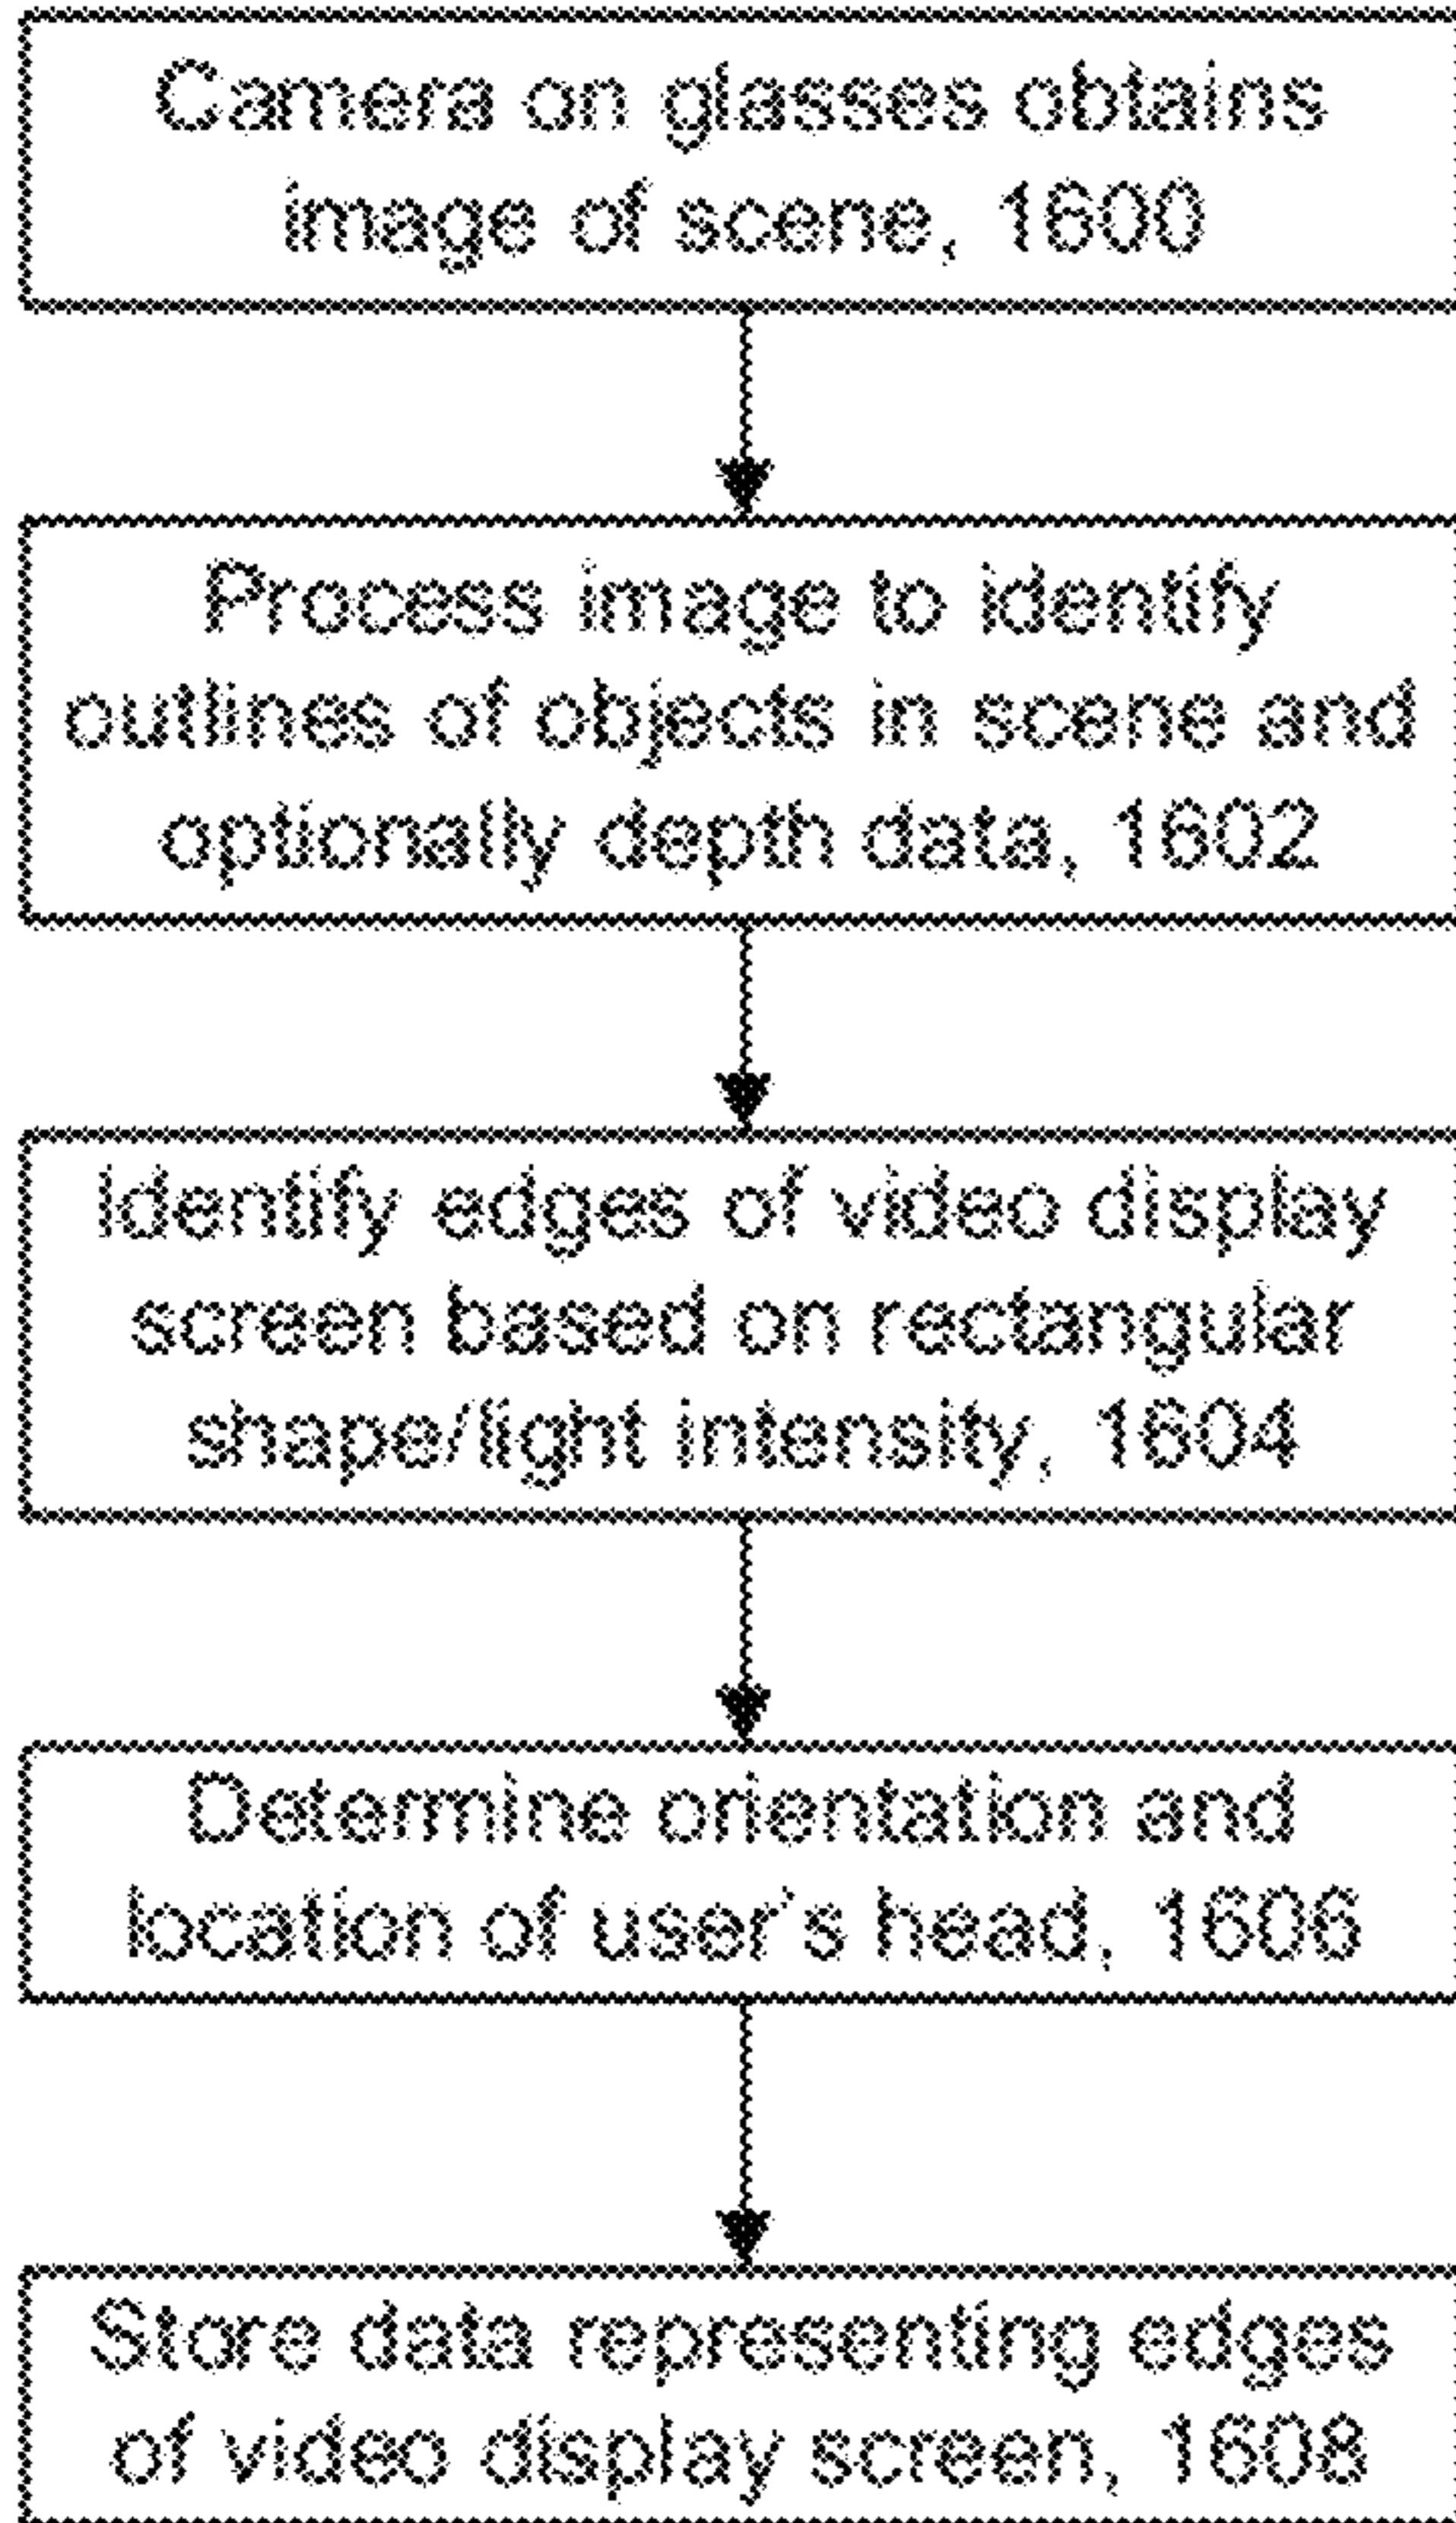 Camera on glasses obtains
image of scene, 1600
Process image to identify
outlines of objects in scene and
optionally depth data, 1602
Identify edges of video display
screen based on rectangular
shape/light intensity, 1604
Determine orientation and
location of user's head, 1606
Store data representing edges
of video display screen, 1608